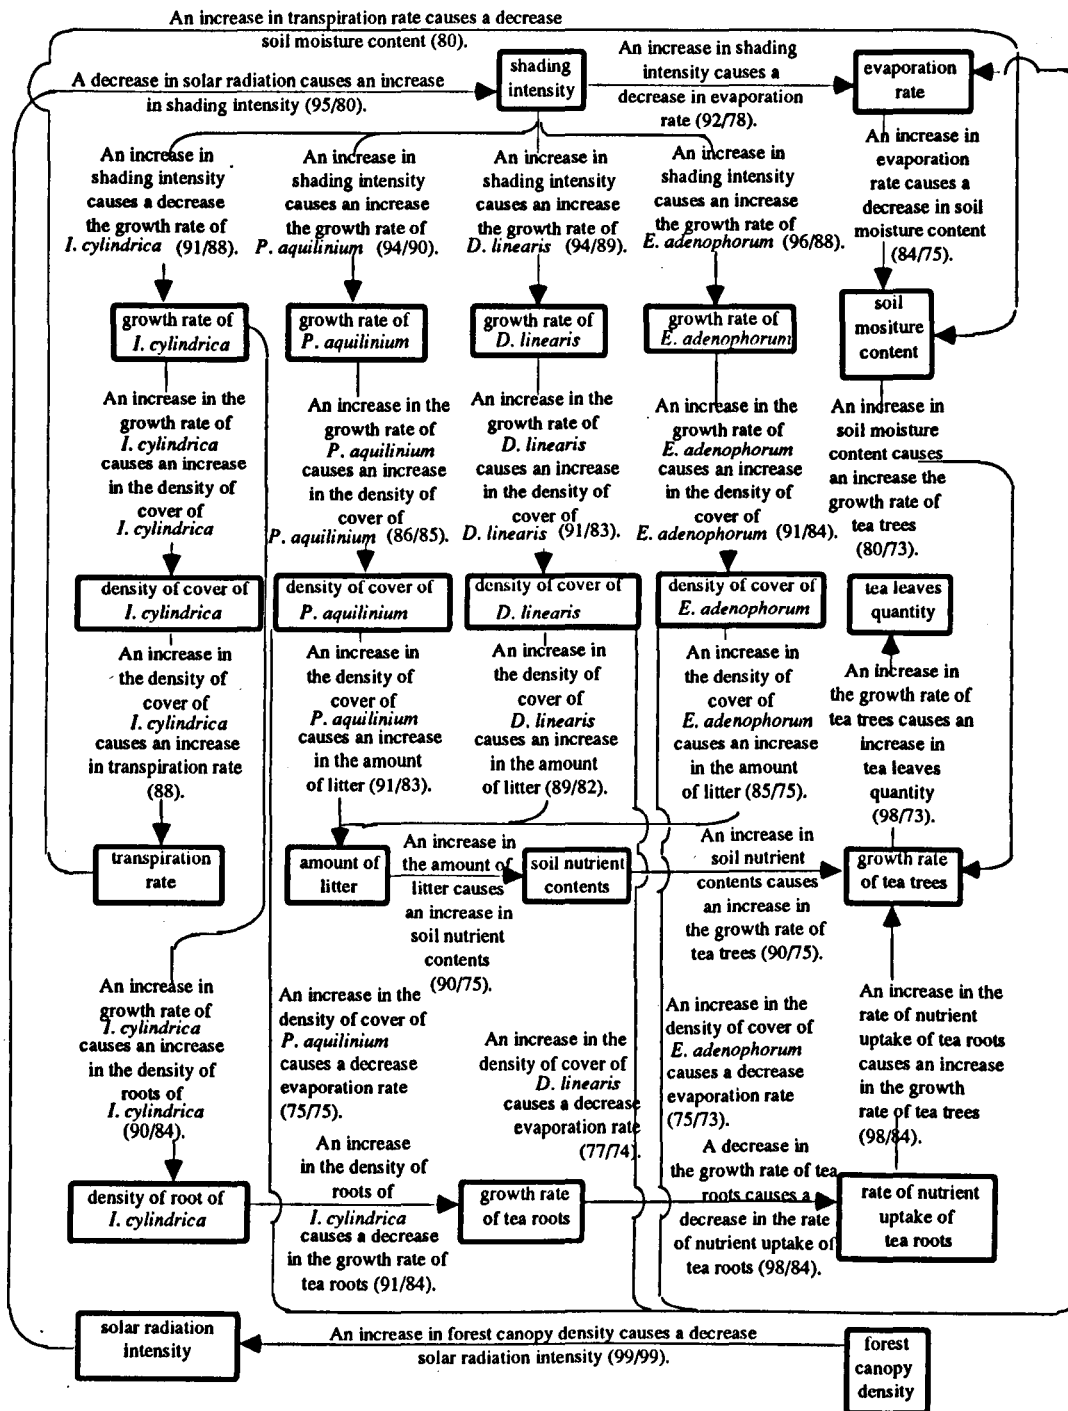 An increase in transpiration rate causes a decrease
soil moisture content (80).
A decrease in solar radiation causes an increase
in shading intensity (95/80).
shading
intensity
An increase in shading
intensity causes a
decrease in evaporation
rate (92/78).
evaporation
rate
An increase in
shading intensity
causes a decrease
the growth rate of
I. cylindrica (91/88).
An increase in
shading intensity
causes an increase
the growth rate of
P. aquilinium (94/90).
An increase in
shading intensity
causes an increase
the growth rate of
D. linearis (94/89).
An increase in
shading intensity
causes an increase
the growth rate of
E. adenophorum (96/88).
An increase in
evaporation
rate causes a
decrease in soil
moisture content
(84/75).
growth rate of
I. cylindrica
growth rate of
P. aquilinium
growth rate of
D. linearis
growth rate of
E. adenophorum
soil
mositure
content
An increase in the
growth rate of
I. cylindrica
causes an increase
in the density of
cover of
I. cylindrica
An increase in the
growth rate of
P. aquilinium
causes an increase
in the density of
cover of
P. aquilinium (86/85).
An increase in the
growth rate of
D. linearis
causes an increase
in the density of
cover of
D. linearis (91/83).
An increase in the
growth rate of
E. adenophorum
causes an increase
in the density of
cover of
E. adenophorum (91/84).
An increase in
soil moisture
content causes
an increase the
growth rate of
tea trees
(80/73).
density of cover of
I. cylindrica
density of cover of
P. aquilinium
density of cover of
D. linearis
density of cover of
E. adenophorum
tea leaves
quantity
An increase in
the density of
cover of
I. cylindrica
causes an increase
in transpiration rate
(88).
An increase in
the density of
cover of
P. aquilinium
causes an increase
in the amount
of litter (91/83).
An increase in
the density of
cover of
D. linearis
causes an increase
in the amount
of litter (89/82).
An increase in
the density of
cover of
E. adenophorum
causes an increase
in the amount
of litter (85/75).
An increase in
the growth rate of
tea trees causes an
increase in
tea leaves
quantity
(98/73).
transpiration
rate
amount of
litter
An increase in
the amount of
litter causes
an increase in
soil nutrient
contents
(90/75).
soil nutrient
contents
An increase in
soil nutrient
contents causes
an increase in
the growth rate of
tea trees (90/75).
growth rate
of tea trees
An increase in
growth rate of
I. cylindrica
causes an increase
in the density of
roots of
I. cylindrica
(90/84).
An increase in the
density of cover of
P. aquilinium
causes a decrease
evaporation rate
(75/75).
An increase in the
density of cover of
D. linearis
causes a decrease
evaporation rate
(77/74).
An increase in the
density of cover of
E. adenophorum
causes a decrease
evaporation rate
(75/73).
An increase in the
rate of nutrient
uptake of tea roots
causes an increase
in the growth
rate of tea trees
(98/84).
density of root of
I. cylindrica
An increase
in the density of
roots of
I. cylindrica
causes a decrease
in the growth rate of
tea roots (91/84).
growth rate
of tea roots
A decrease in
the growth rate of tea
roots causes a
decrease in the rate
of nutrient uptake of
tea roots (98/84).
rate of nutrient
uptake of
tea roots
solar radiation
intensity
An increase in forest canopy density causes a decrease
solar radiation intensity (99/99).
forest
canopy
density